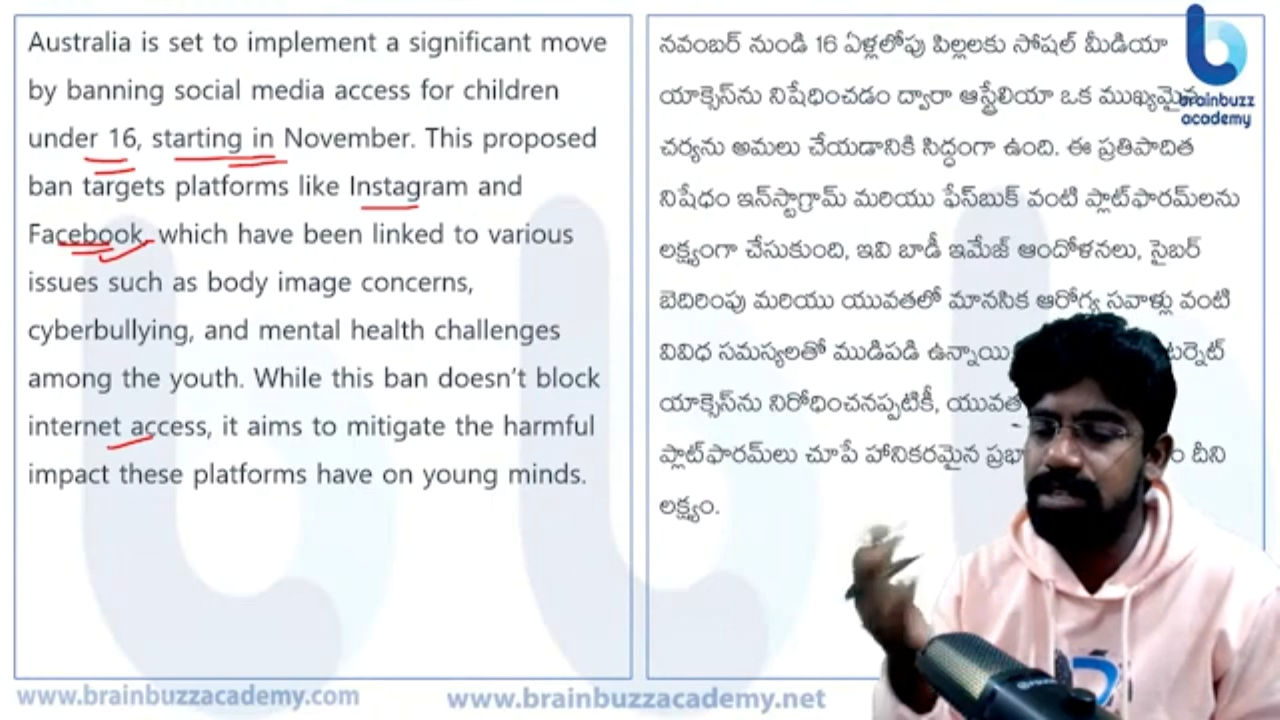 Australia is set to implement a significant move
by banning social media access for children
under 16, starting in November. This proposed
ban targets platforms like Instagram and
Facebook, which have been linked to various
issues such as body image concerns,
cyberbullying, and mental health challenges
among the youth. While this ban doesn't block
internet access, it aims to mitigate the harmful
impact these platforms have on young minds.
నవంబర్ నుండి 16 ఏళ్లలోపు పిల్లలకు సోషల్ మీడియా
యాక్సెస్‌ను నిషేధించడం ద్వారా ఆస్ట్రేలియా ఒక ముఖ్యమైన
చర్యను అమలు చేయడానికి సిద్ధంగా ఉంది. ఈ ప్రతిపాదిత
నిషేధం ఇన్‌స్టాగ్రామ్ మరియు ఫేస్‌బుక్ వంటి ప్లాట్‌ఫారమ్‌లను
లక్ష్యంగా చేసుకుంది, ఇవి బాడీ ఇమేజ్ ఆందోళనలు, సైబర్
బెదిరింపు మరియు యువతలో మానసిక ఆరోగ్య సవాళ్లు వంటి
వివిధ సమస్యలతో ముడిపడి ఉన్నాయి
యాక్సెస్‌ను నిరోధించనప్పటికీ,
ప్లాట్‌ఫారమ్‌లు చూపే హానికరమైన దీని
లక్ష్యం.
brainbuzz
academy
www.brainbuzzacademy.com
www.brainbuzzacademy.net